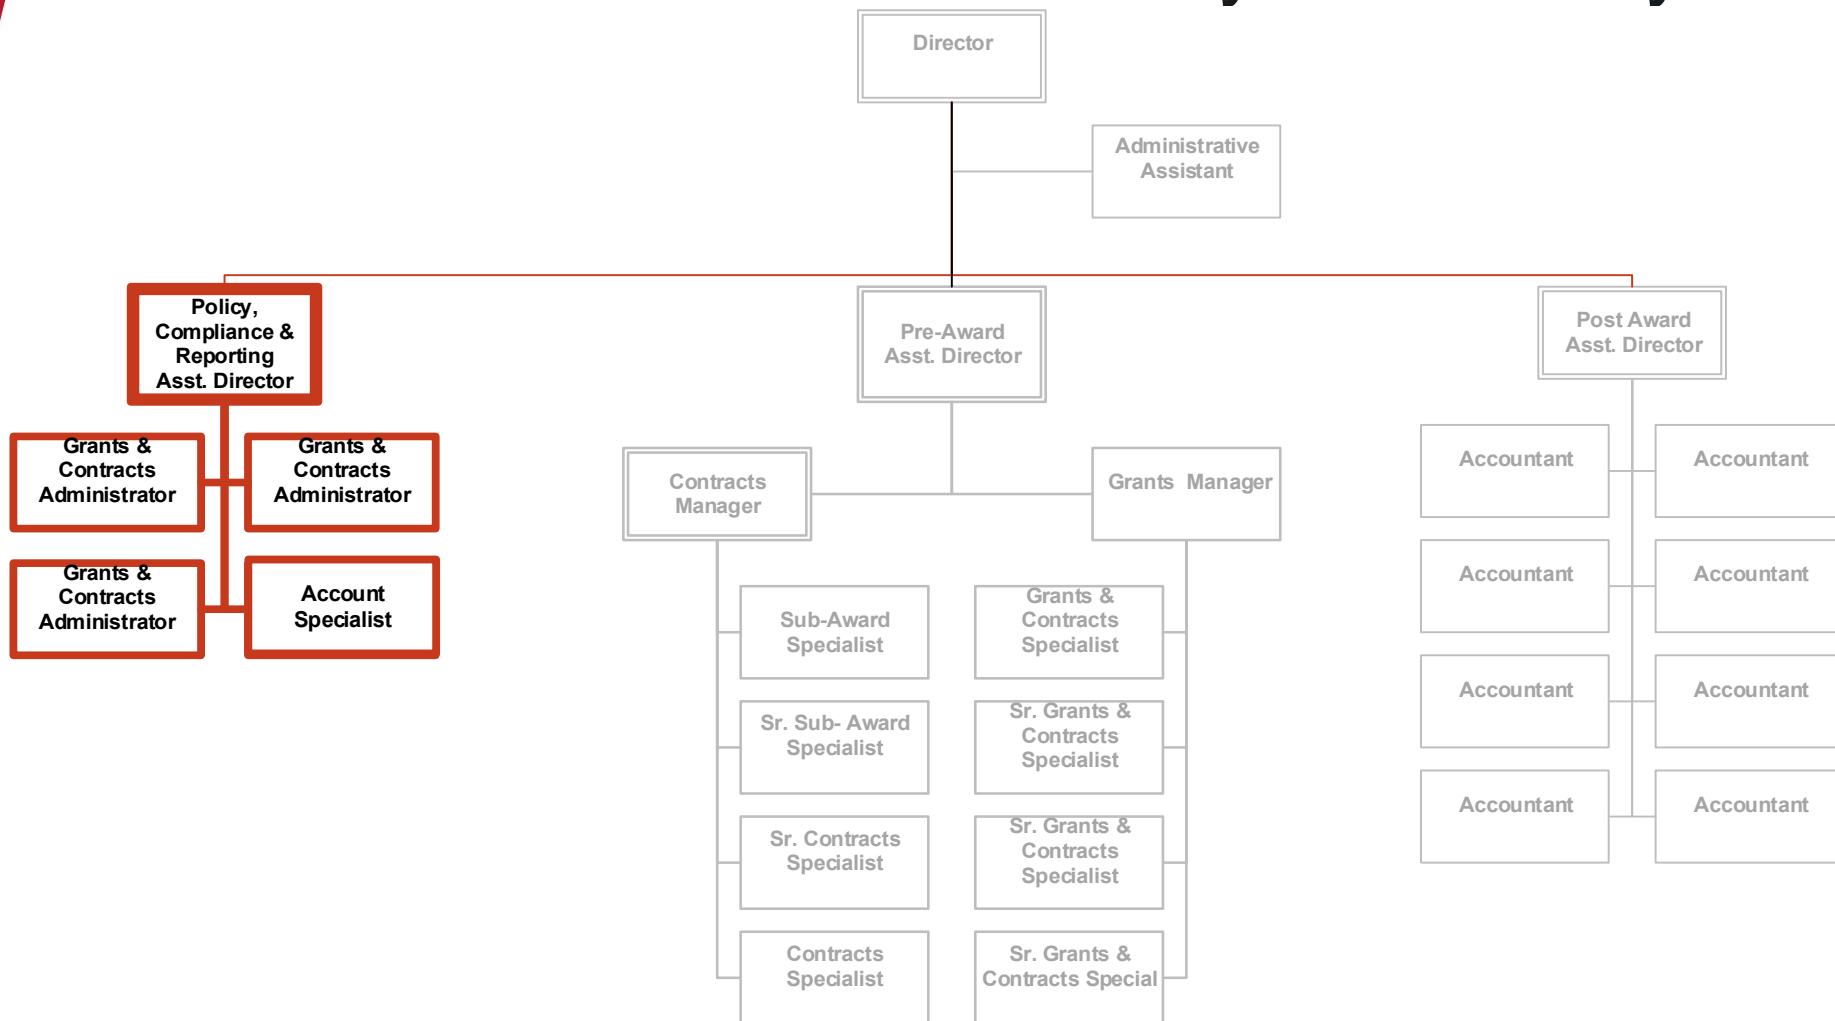 Director
Administrative
Assistant
Policy,
Compliance &
Reporting
Asst. Director
Pre-Award
Asst. Director
Post Award
Asst. Director
Grants &
Contracts
Administrator
Grants &
Contracts
Administrator
Grants &
Contracts
Administrator
Account
Specialist
Contracts
Manager
Grants Manager
Sub-Award
Specialist
Grants &
Contracts
Specialist
Sr. Sub- Award
Specialist
Sr. Grants &
Contracts
Specialist
Sr. Contracts
Specialist
Sr. Grants &
Contracts
Specialist
Contracts
Specialist
Sr. Grants &
Contracts Special
Accountant
Accountant
Accountant
Accountant
Accountant
Accountant
Accountant
Accountant